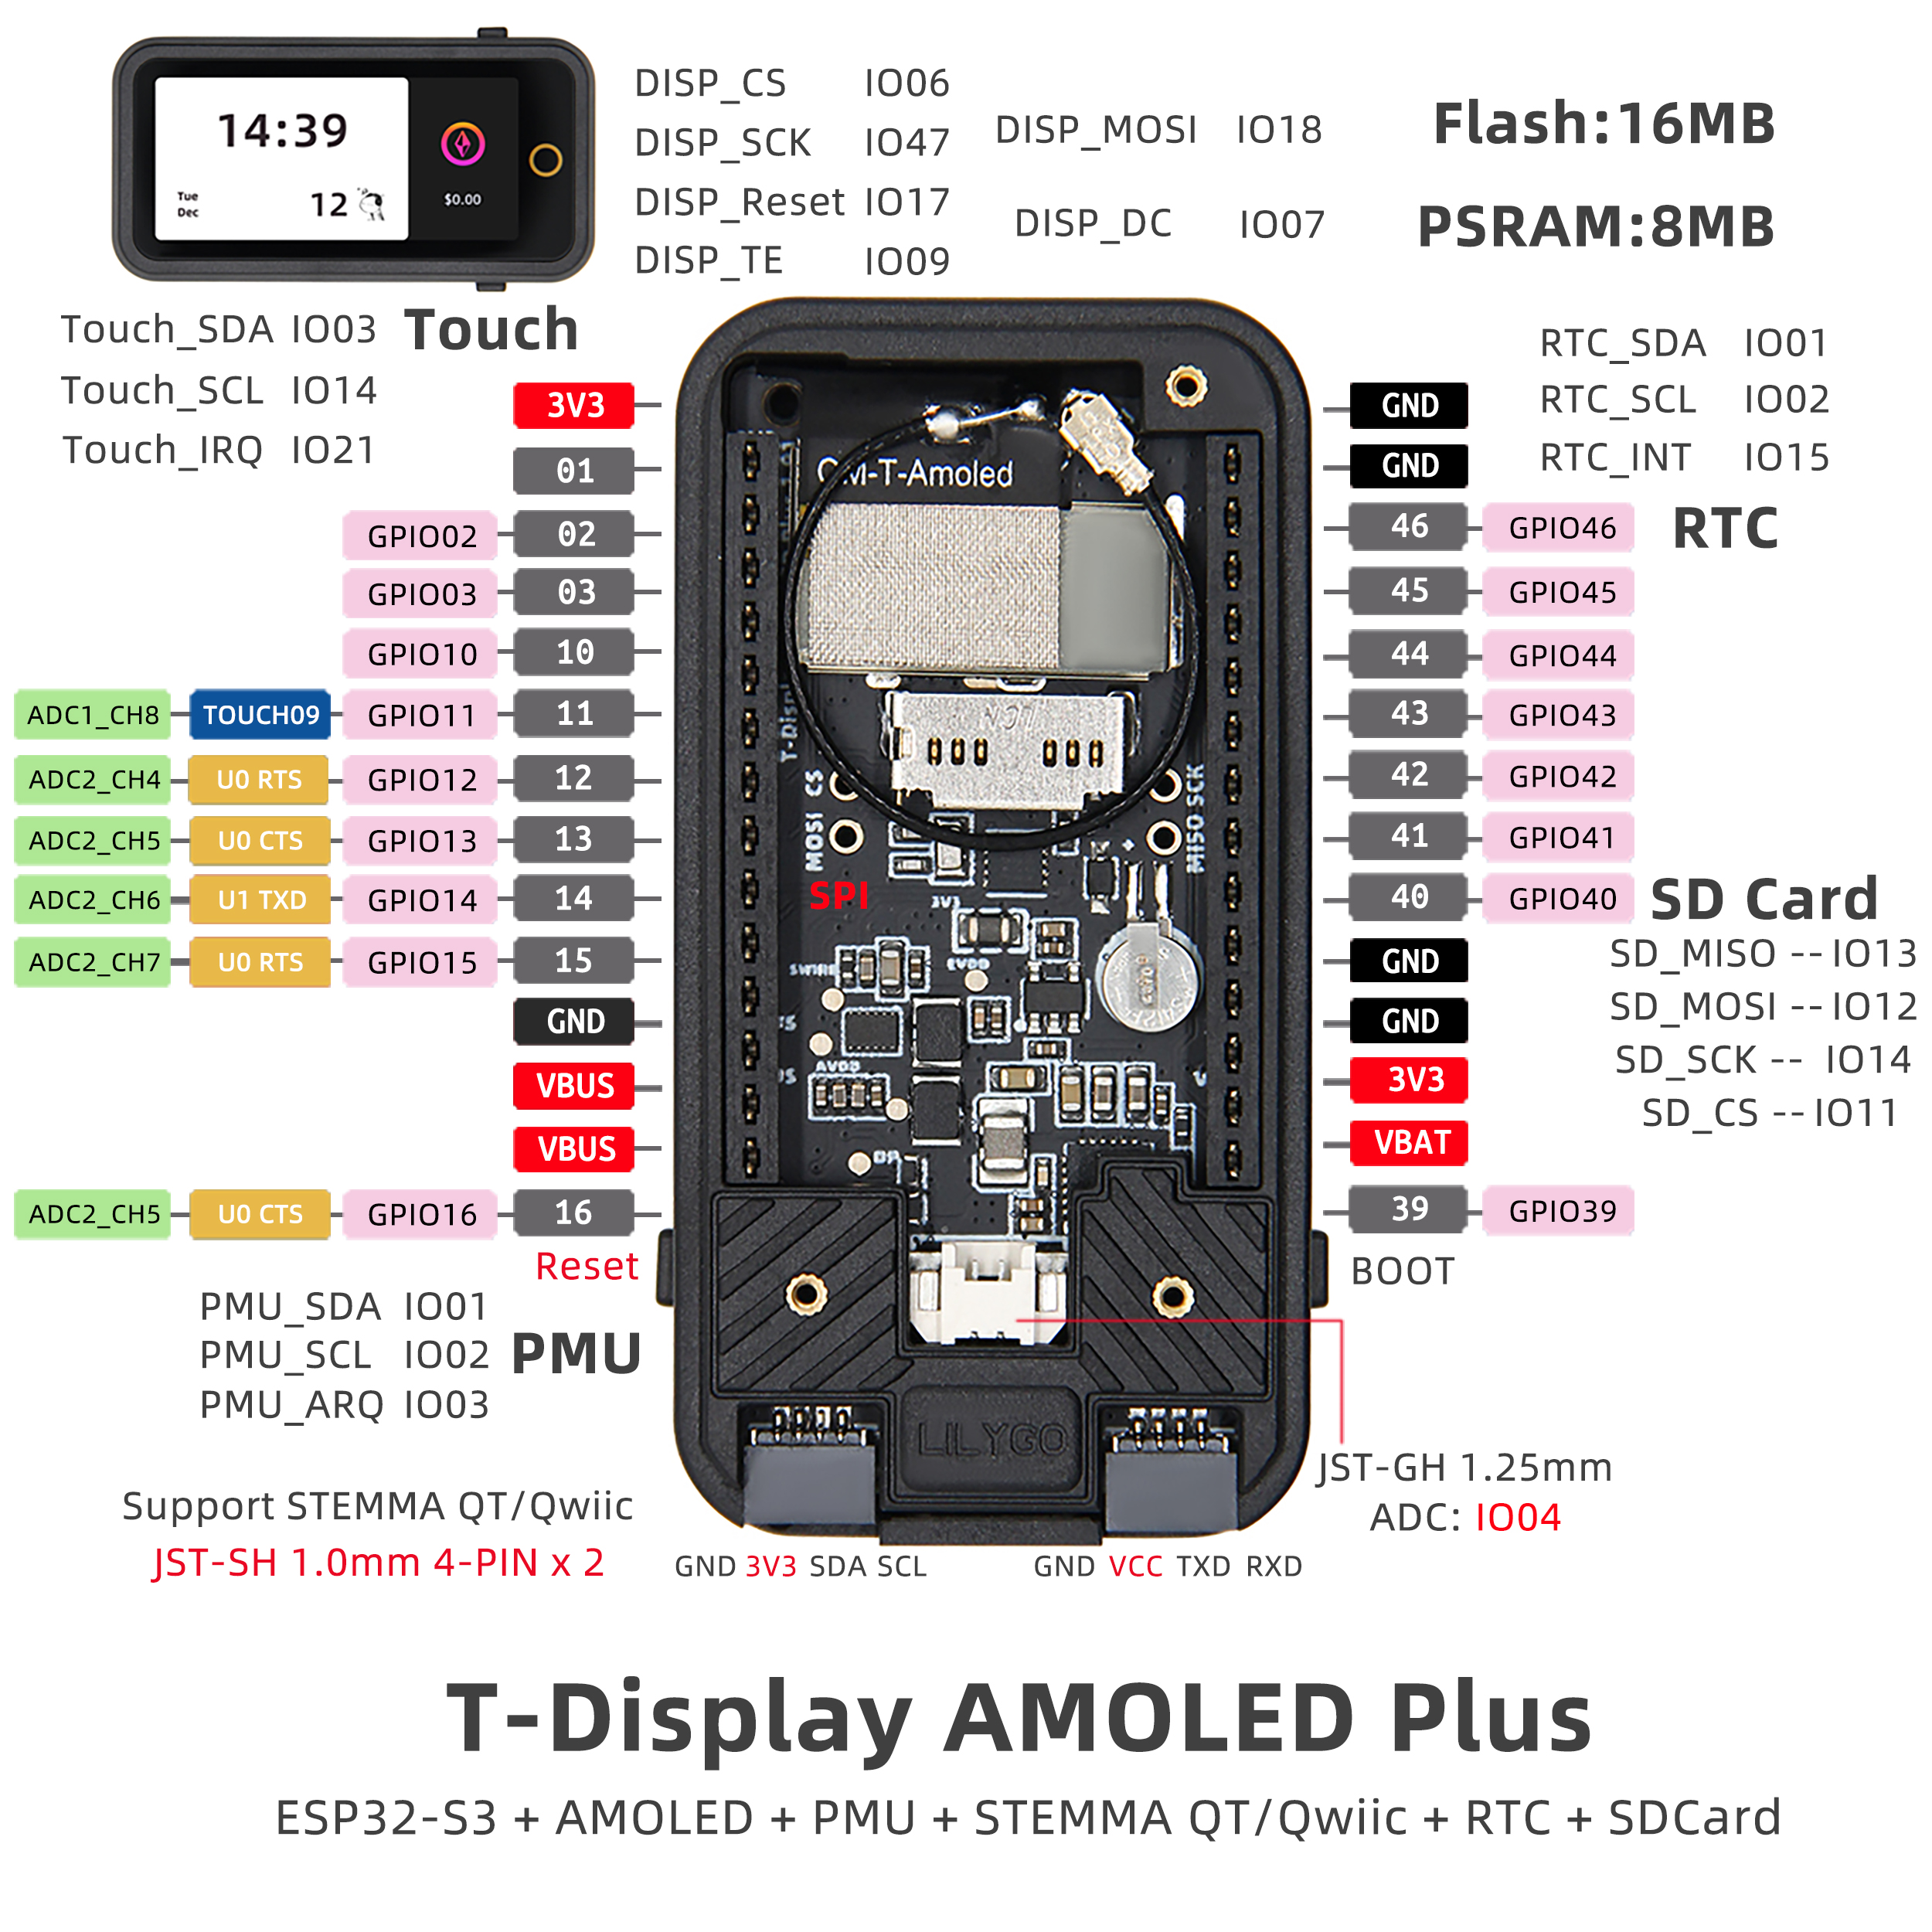 14:39
Tue
Dec
12
$0.00
DISP_CS IO06
DISP_SCK IO47
DISP_Reset IO17
DISP_TE IO09
DISP_MOSI IO18
DISP_DC IO07
Flash:16MB
PSRAM:8MB
Touch_SDA IO03
Touch_SCL IO14
Touch_IRQ IO21
Touch
RTC_SDA IO01
RTC_SCL IO02
RTC_INT IO15
RTC
3V3
01
GPIO02 02
GPIO03 03
GPIO10 10
ADC1_CH8 TOUCH09 GPIO11 11
ADC2_CH4 U0 RTS GPIO12 12
ADC2_CH5 U0 CTS GPIO13 13
ADC2_CH6 U1 TXD GPIO14 14
ADC2_CH7 U0 RTS GPIO15 15
GND
VBUS
VBUS
ADC2_CH5 U0 CTS GPIO16 16
Reset
T-Amoled
T-Displ
MOSI CS
MISO SCK
SPI
3V3
SWIRE
EVDD
AVDD
LILYGO
GND
GND
46 GPIO46
45 GPIO45
44 GPIO44
43 GPIO43
42 GPIO42
41 GPIO41
40 GPIO40
GND
GND
3V3
VBAT
39 GPIO39
BOOT
SD Card
SD_MISO -- IO13
SD_MOSI -- IO12
SD_SCK -- IO14
SD_CS -- IO11
PMU_SDA IO01
PMU_SCL IO02
PMU_ARQ IO03
PMU
Support STEMMA QT/Qwiic
JST-SH 1.0mm 4-PIN x 2
GND 3V3 SDA SCL
GND VCC TXD RXD
JST-GH 1.25mm
ADC: IO04
T-Display AMOLED Plus
ESP32-S3 + AMOLED + PMU + STEMMA QT/Qwiic + RTC + SDCard